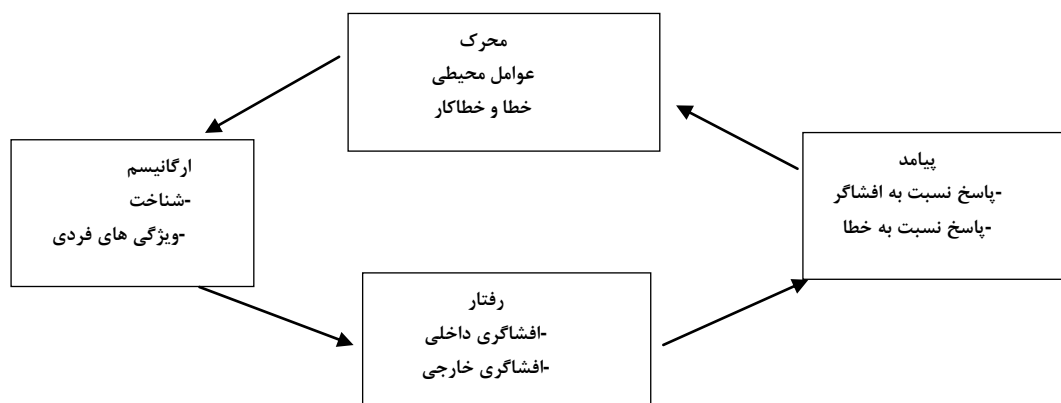 محرک
عوامل محیطی
خطا و خطاکار
پیامد
-پاسخ نسبت به افشاگر
-پاسخ نسبت به خطا
ارگانیسم
-شناخت
-ویژگی های فردی
رفتار
-افشاگری داخلی
-افشاگری خارجی